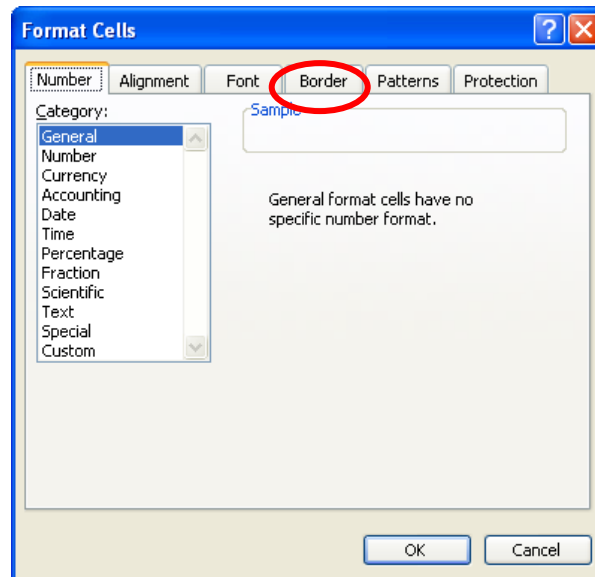 Format Cells
Number Alignment Font Border Patterns Protection
Category:
General
Number
Currency
Accounting
Date
Time
Percentage
Fraction
Scientific
Text
Special
Custom
Sample
General format cells have no
specific number format.
OK Cancel